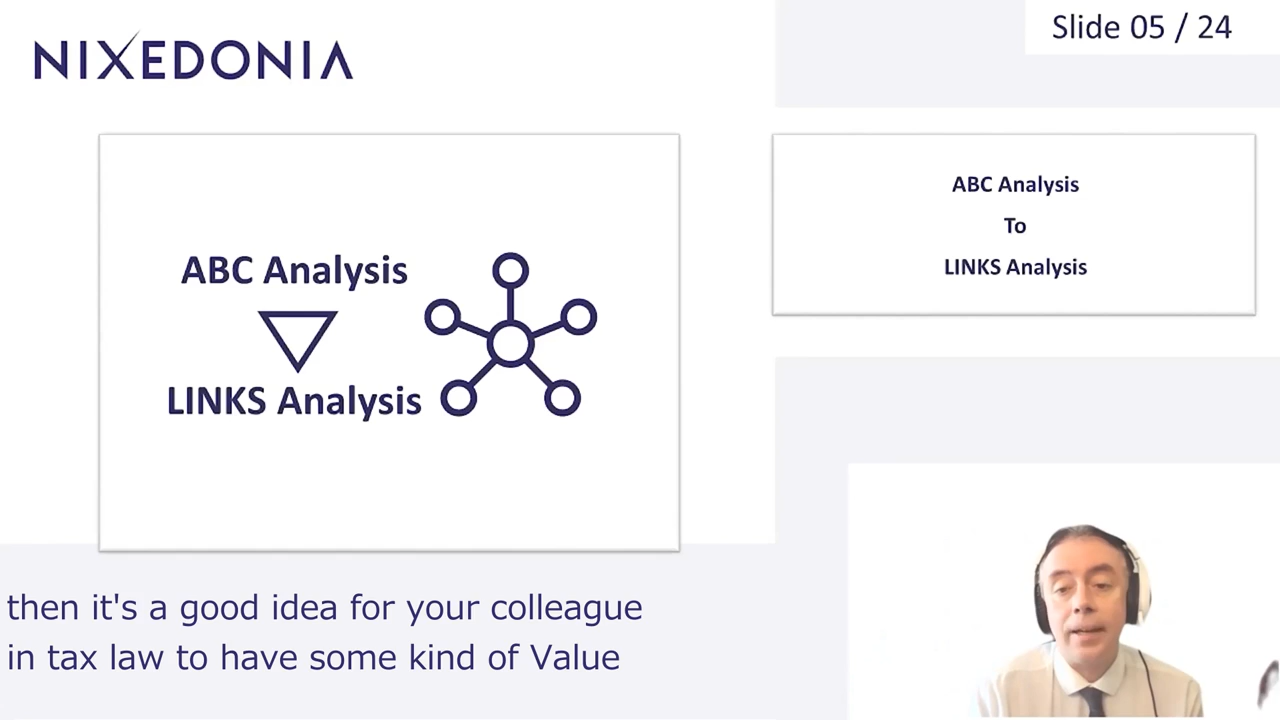 NIXEDONIA
Slide 05 / 24
ABC Analysis
LINKS Analysis
ABC Analysis
To
LINKS Analysis
then it's a good idea for your colleague
in tax law to have some kind of Value